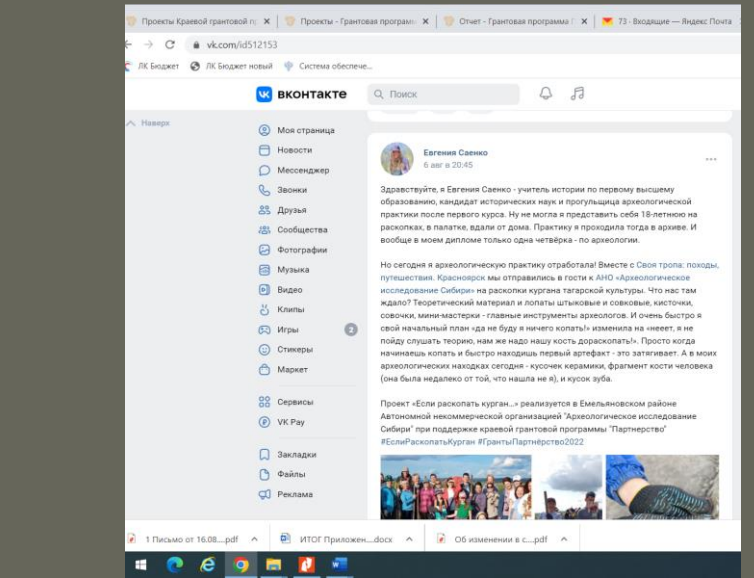 Проекты Краевой грантовой пр
Проекты - Грантовая програм
Отчет - Грантовая программа
73 · Входящие — Яндекс Почта
vk.com/id512153
ЛК Бюджет
ЛК Бюджет новый
Система обеспече...
вконтакте
Поиск
Наверх
Моя страница
Новости
Мессенджер
Звонки
Друзья
Сообщества
Фотографии
Музыка
Видео
Клипы
Игры
2
Стикеры
Маркет
Сервисы
VK Pay
Закладки
Файлы
Реклама
Евгения Саенко
6 авг в 20:45
Здравствуйте, я Евгения Саенко - учитель истории по первому высшему
образованию, кандидат исторических наук и прогульщица археологической
практики после первого курса. Ну не могла я представить себя 18-летнюю на
раскопках, в палатке, вдали от дома. Практику я проходила тогда в архиве. И
вообще в моем дипломе только одна четвёрка - по археологии.
Но сегодня я археологическую практику отработала! Вместе с Своя тропа: походы,
путешествия. Красноярск мы отправились в гости к АНО «Археологическое
исследование Сибири» на раскопки кургана тагарской культуры. Что нас там
ждало? Теоретический материал и лопаты штыковые и совковые, кисточки,
совочки, мини-мастерки - главные инструменты археологов. И очень быстро я
свой начальный план «да не буду я ничего копать!» изменила на «нееет, я не
пойду слушать теорию, нам же надо нашу кость дораскопать!». Просто когда
начинаешь копать и быстро находишь первый артефакт - это затягивает. А в моих
археологических находках сегодня - кусочек керамики, фрагмент кости человека
(она была недалеко от той, что нашла не я), и кусок зуба.
Проект «Если раскопать курган...» реализуется в Емельяновском районе
Автономной некоммерческой организацией "Археологическое исследование
Сибири" при поддержке краевой грантовой программы "Партнерство"
#ЕслиРаскопатьКурган #ГрантыПартнёрство2022
1 Письмо от 16.08....pdf
ИТОГ Приложен....docx
Об изменении в с....pdf